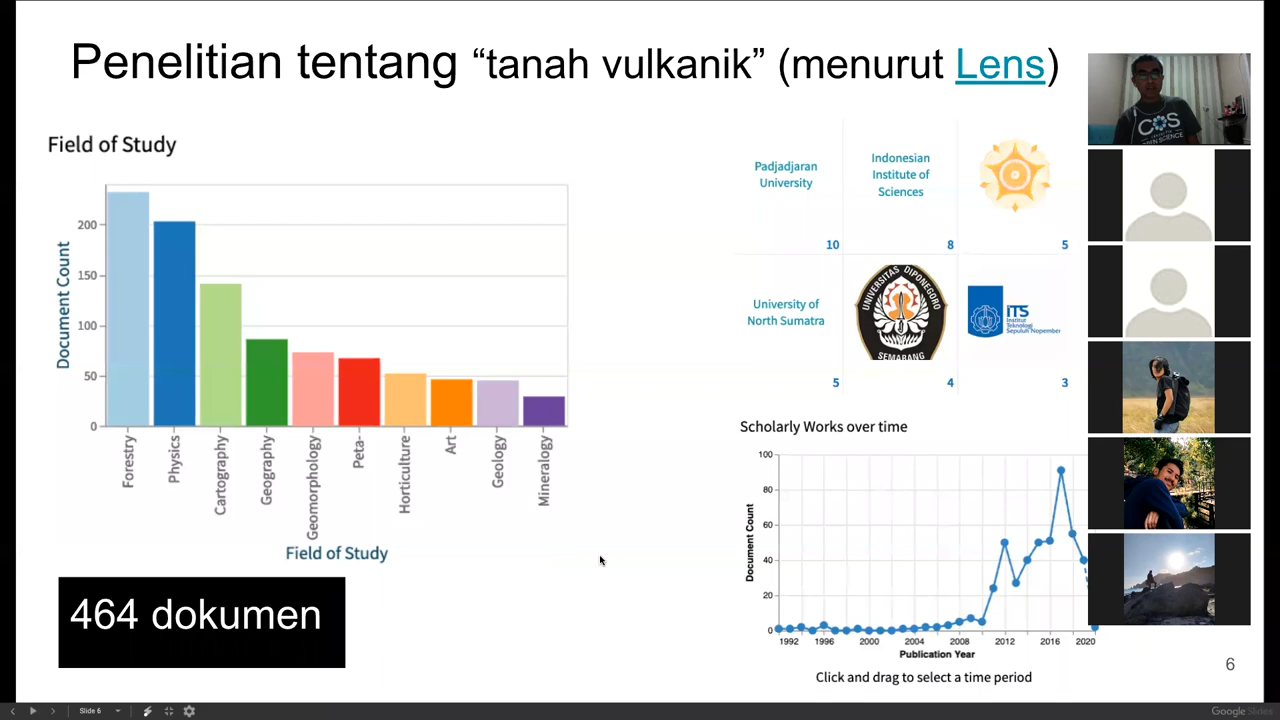 Penelitian tentang “tanah vulkanik” (menurut Lens)
Field of Study
Document Count
200
150
100
50
0
Forestry
Physics
Cartography
Geography
Geomorphology
Peta-
Horticulture
Art
Geology
Mineralogy
Field of Study
464 dokumen
Padjadjaran
University
10
Indonesian
Institute of
Sciences
8
5
University of
North Sumatra
5
UNIVERSITAS DIPONEGORO
SEMARANG
4
ITS
Institut
Teknologi
Sepuluh Nopember
3
Scholarly Works over time
Document Count
100
80
60
40
20
0
1992
1996
2000
2004
2008
2012
2016
2020
Publication Year
Click and drag to select a time period
COS
OPEN SCIENCE
6
Slide 6
Google Slides